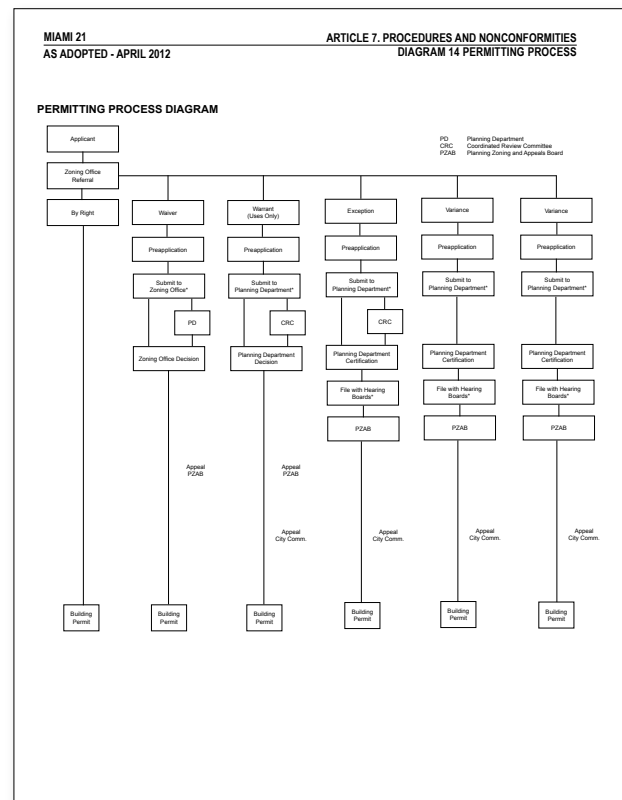 MIAMI 21
AS ADOPTED - APRIL 2012
ARTICLE 7. PROCEDURES AND NONCONFORMITIES
DIAGRAM 14 PERMITTING PROCESS
PERMITTING PROCESS DIAGRAM
PD Planning Department
CRC Coordinated Review Committee
PZAB Planning Zoning and Appeals Board
Applicant
Zoning Office
Referral
By Right
Building
Permit
Waiver
Preapplication
Submit to
Zoning Office*
PD
Zoning Office Decision
Appeal
PZAB
Building
Permit
Warrant
(Uses Only)
Preapplication
Submit to
Planning Department*
CRC
Planning Department
Decision
Appeal
PZAB
Appeal
City Comm.
Building
Permit
Exception
Preapplication
Submit to
Planning Department*
CRC
Planning Department
Certification
File with Hearing
Boards*
PZAB
Appeal
City Comm.
Building
Permit
Variance
Preapplication
Submit to
Planning Department*
Planning Department
Certification
File with Hearing
Boards*
PZAB
Appeal
City Comm.
Building
Permit
Variance
Preapplication
Submit to
Planning Department*
Planning Department
Certification
File with Hearing
Boards*
PZAB
Appeal
City Comm.
Building
Permit